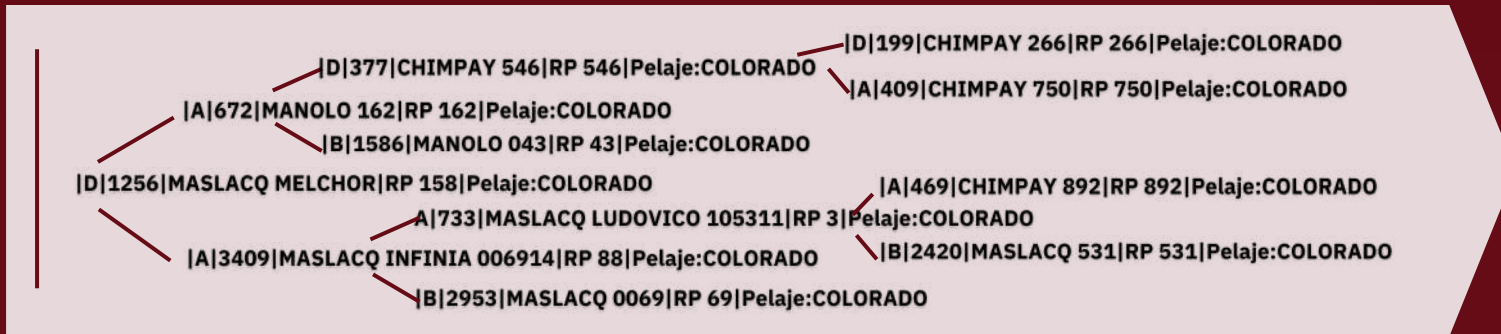 |D|199|CHIMPAY 266|RP 266|Pelaje:COLORADO
|D|377|CHIMPAY 546|RP 546|Pelaje:COLORADO
|A|409|CHIMPAY 750|RP 750|Pelaje:COLORADO
|A|672|MANOLO 162|RP 162|Pelaje:COLORADO
|B|1586|MANOLO 043|RP 43|Pelaje:COLORADO
|D|1256|MASLACQ MELCHOR|RP 158|Pelaje:COLORADO
|A|469|CHIMPAY 892|RP 892|Pelaje:COLORADO
A|733|MASLACQ LUDOVICO 105311|RP 3|Pelaje:COLORADO
|B|2420|MASLACQ 531|RP 531|Pelaje:COLORADO
|A|3409|MASLACQ INFINIA 006914|RP 88|Pelaje:COLORADO
|B|2953|MASLACQ 0069|RP 69|Pelaje:COLORADO